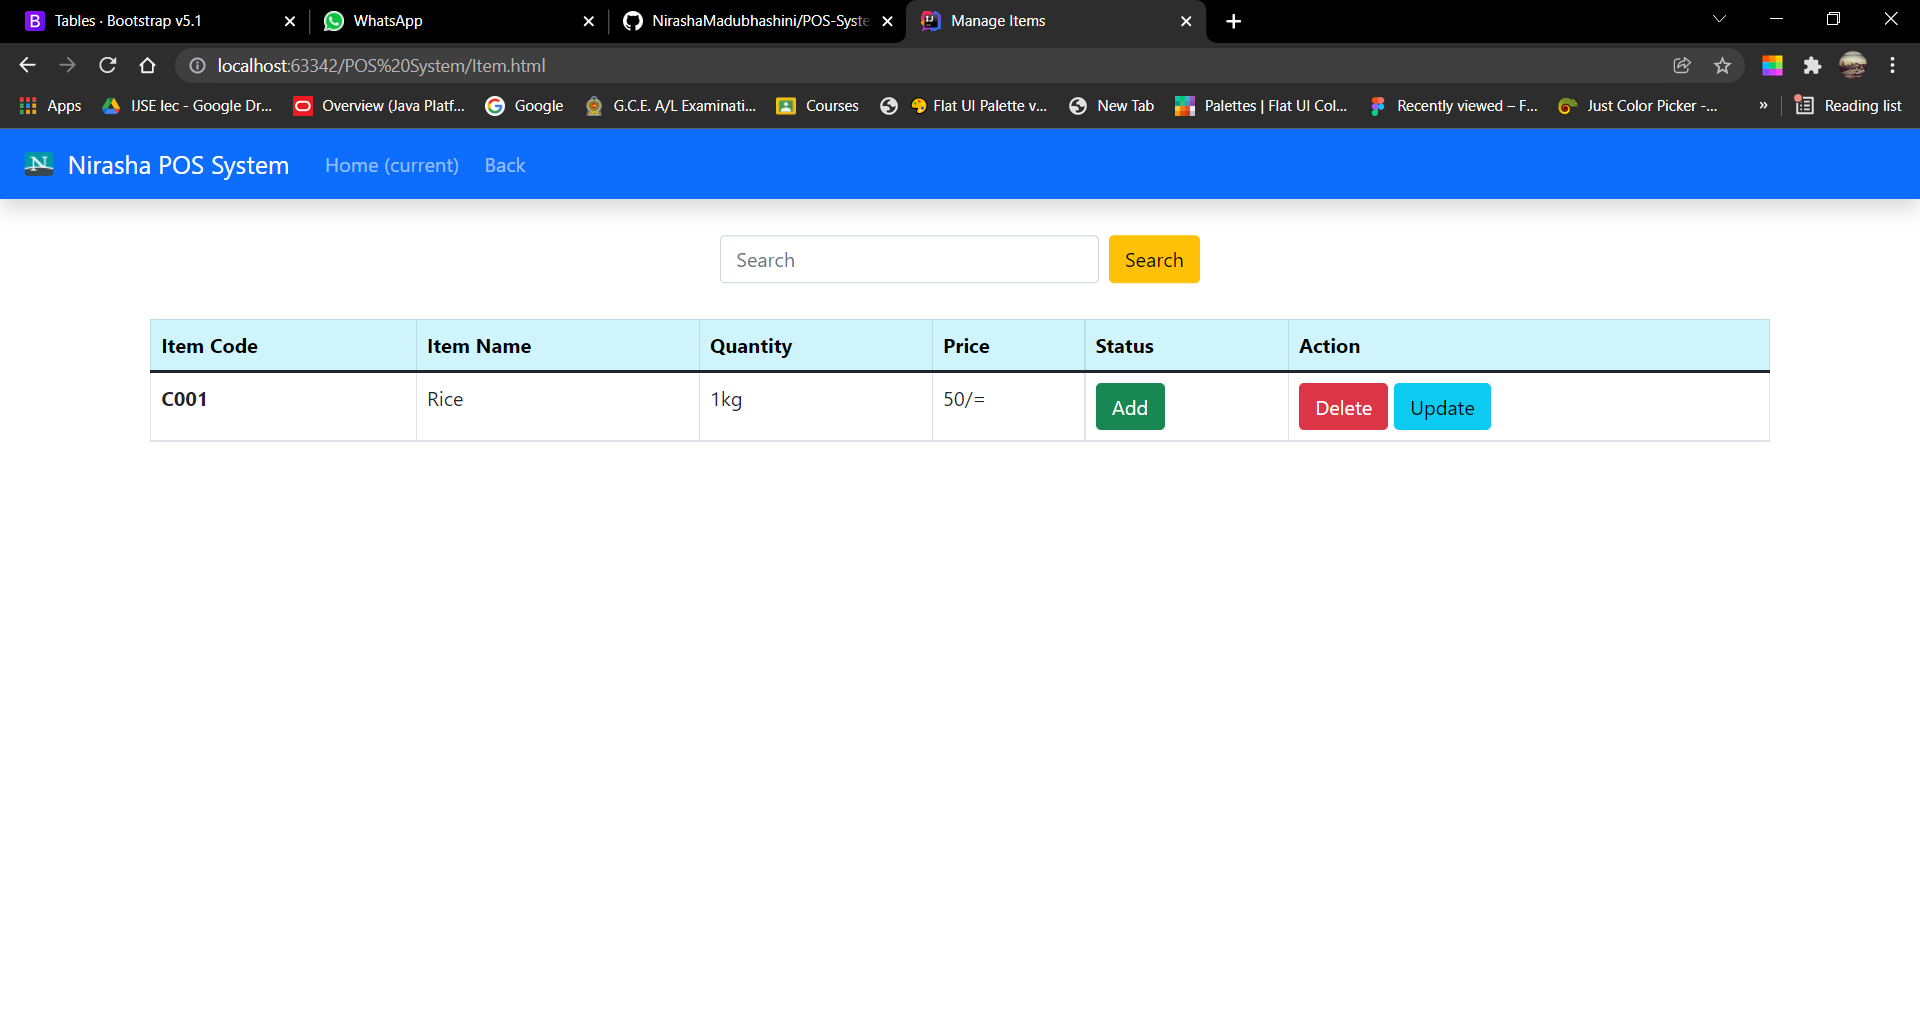 Tables · Bootstrap v5.1
WhatsApp
NirashaMadubhashini/POS-Syste
Manage Items
localhost:63342/POS%20System/Item.html
Apps
IJSE lec - Google Dr...
Overview (Java Platf...
Google
G.C.E. A/L Examinati...
Courses
Flat UI Palette v...
New Tab
Palettes | Flat UI Col...
Recently viewed – F...
Just Color Picker -...
»
Reading list
N Nirasha POS System
Home (current)
Back
Search
Search
Item Code Item Name Quantity Price Status Action
C001 Rice 1kg 50/= Add Delete Update